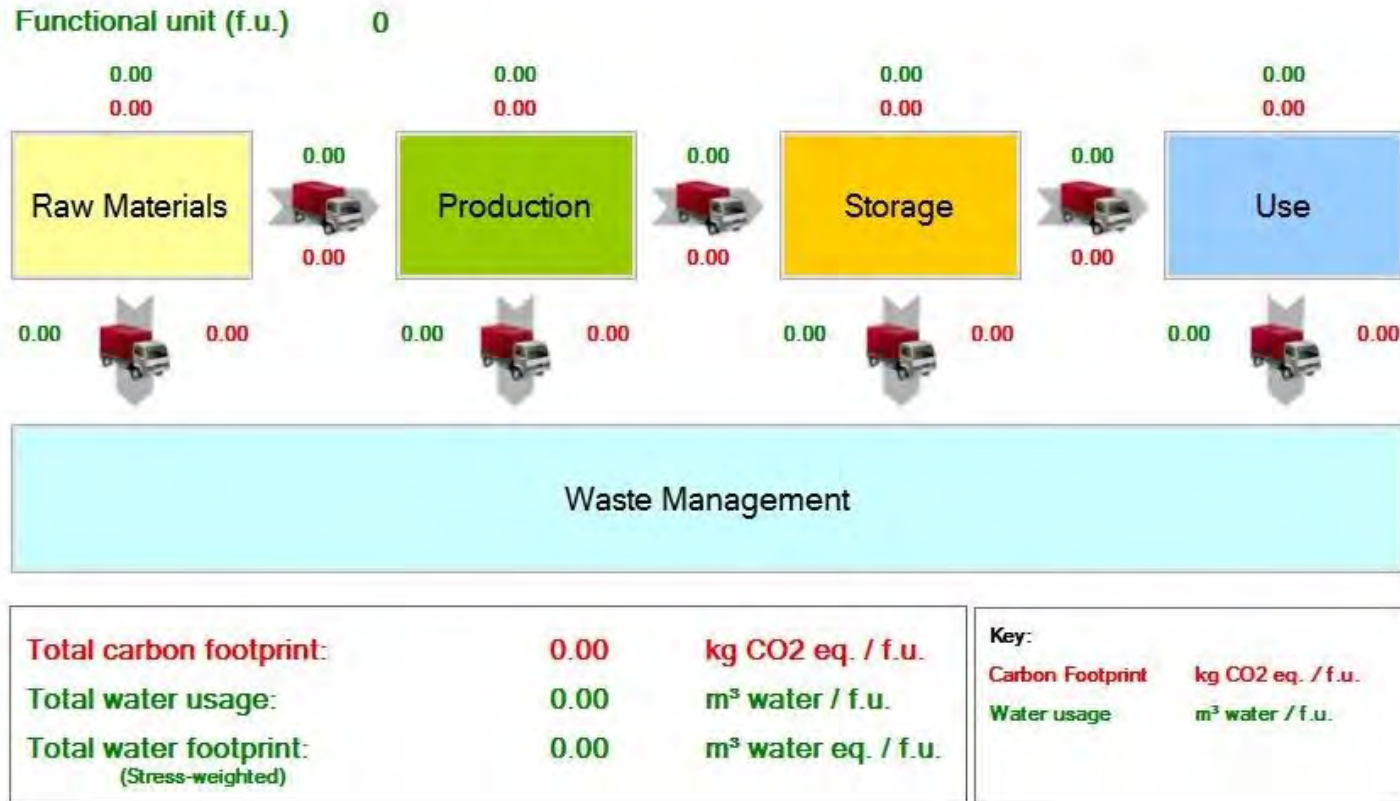 Functional unit (f.u.) 0
0.00 0.00 0.00 0.00
0.00 0.00 0.00 0.00
0.00 0.00 0.00
Raw Materials Production Storage Use
0.00 0.00 0.00
0.00 0.00 0.00 0.00 0.00 0.00 0.00 0.00
Waste Management
Total carbon footprint: 0.00 kg CO2 eq. / f.u.
Total water usage: 0.00 m³ water / f.u.
Total water footprint: 0.00 m³ water eq. / f.u.
(Stress-weighted)
Key:
Carbon Footprint kg CO2 eq. / f.u.
Water usage m³ water / f.u.